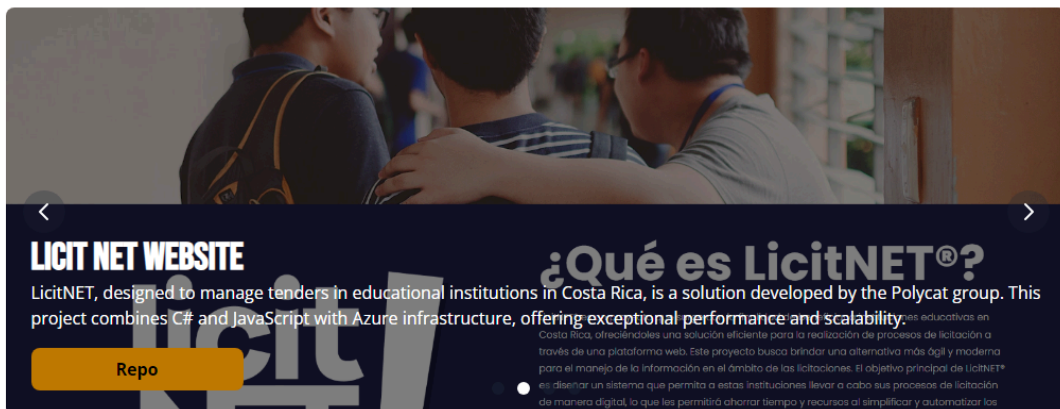 LICIT NET WEBSITE
¿Qué es LicitNET®?
LicitNET, designed to manage tenders in educational institutions in Costa Rica, is a solution developed by the Polycat group. This
project combines C# and JavaScript with Azure infrastructure, offering exceptional performance and scalability.
licit
NET
Repo
educativas en
Costa Rica, ofreciéndoles una solución eficiente para la realización de procesos de licitación a
través de una plataforma web. Este proyecto busca brindar una alternativa más ágil y moderna
para el manejo de la información en el ámbito de las licitaciones. El objetivo principal de LicitNET®
es diseñar un sistema que permita a estas instituciones llevar a cabo sus procesos de licitación
de manera digital, lo que les permitirá ahorrar tiempo y recursos al simplificar y automatizar los